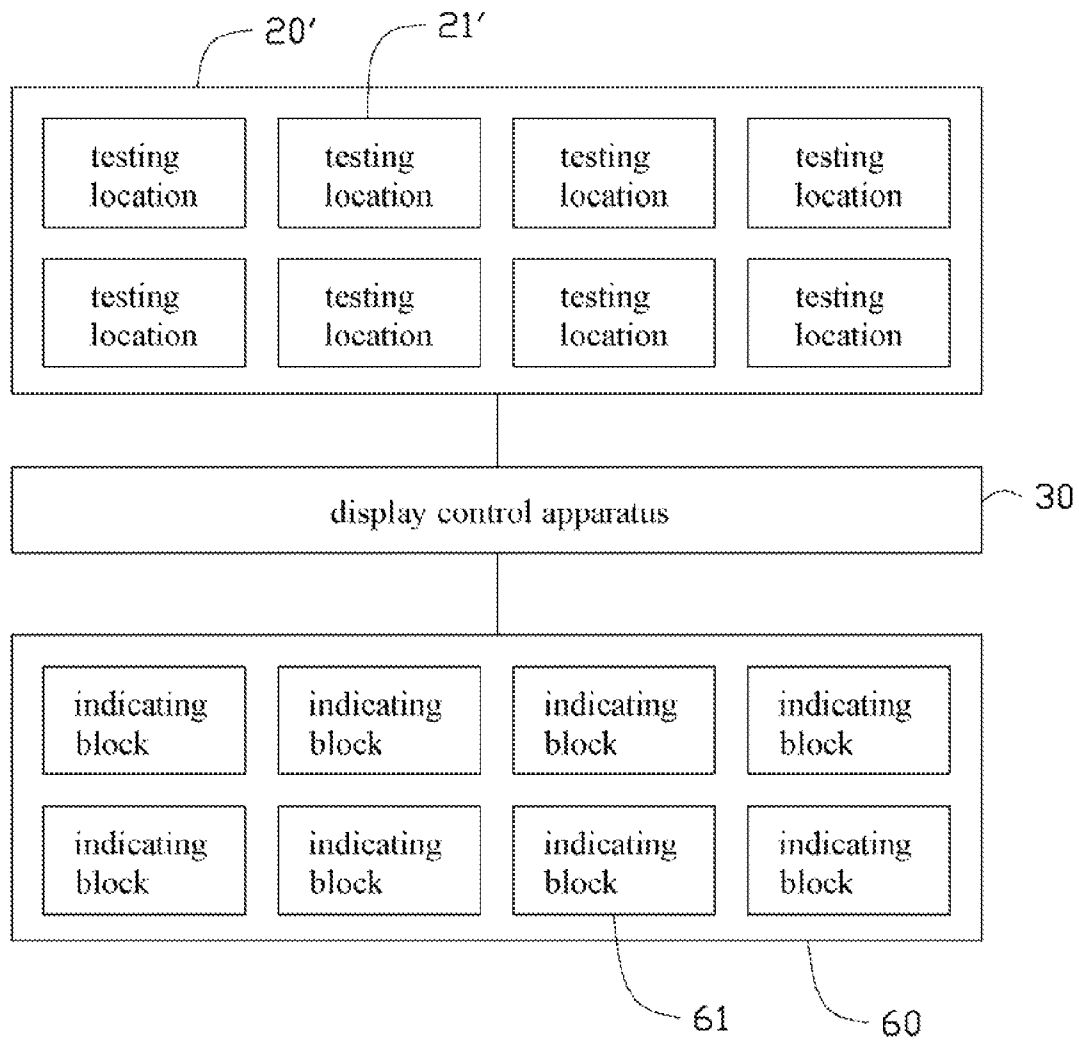 20′ 21′
testing testing testing testing
location location location location
testing testing testing testing
location location location location
display control apparatus 30
indicating indicating indicating indicating
block block block block
indicating indicating indicating indicating
block block block block
61 60